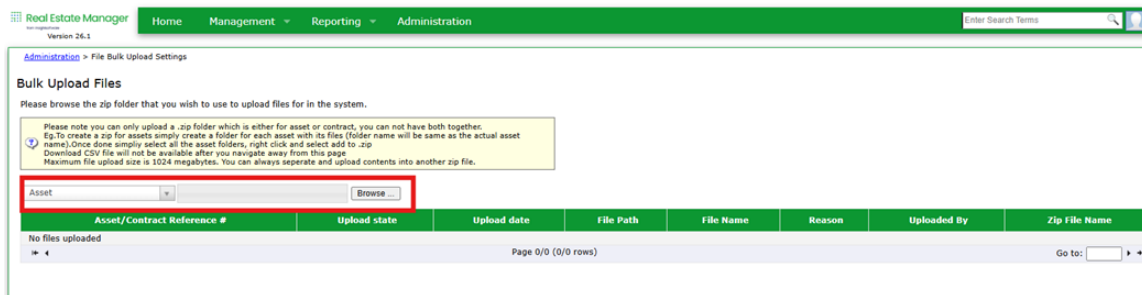 Real Estate Manager
Version 26.1
Home Management Reporting Administration
Enter Search Terms
Administration > File Bulk Upload Settings
Bulk Upload Files
Please browse the zip folder that you wish to use to upload files for in the system.
Please note you can only upload a .zip folder which is either for asset or contract, you can not have both together.
Eg.To create a zip for assets simply create a folder for each asset with its files (folder name will be same as the actual asset
name).Once done simpliy select all the asset folders, right click and select add to .zip
Download CSV file will not be available after you navigate away from this page
Maximum file upload size is 1024 megabytes. You can always seperate and upload contents into another zip file.
Asset Browse ...
Asset/Contract Reference # Upload state Upload date File Path File Name Reason Uploaded By Zip File Name
No files uploaded
Page 0/0 (0/0 rows) Go to: